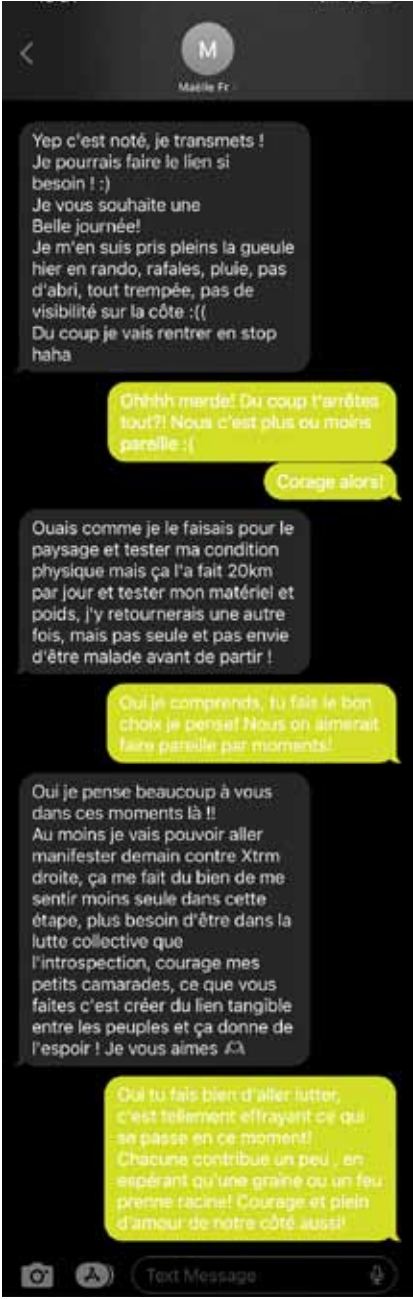 M
Maëlle Fr
Yep c'est noté, je transmets !
Je pourrais faire le lien si
besoin ! :)
Je vous souhaite une
Belle journée!
Je m'en suis pris pleins la gueule
hier en rando, rafales, pluie, pas
d'abri, tout trempée, pas de
visibilité sur la côte :((
Du coup je vais rentrer en stop
haha
Ohhhh merde! Du coup t'arrêtes
tout?! Nous c'est plus ou moins
pareille :(
Corage alors!
Ouais comme je le faisais pour le
paysage et tester ma condition
physique mais ça l'a fait 20km
par jour et tester mon matériel et
poids, j'y retournerais une autre
fois, mais pas seule et pas envie
d'être malade avant de partir !
Oui je comprends, tu fais le bon
choix je pense! Nous on aimerait
faire pareille par moments!
Oui je pense beaucoup à vous
dans ces moments là !!
Au moins je vais pouvoir aller
manifester demain contre Xtrm
droite, ça me fait du bien de me
sentir moins seule dans cette
étape, plus besoin d'être dans la
lutte collective que
l'introspection, courage mes
petits camarades, ce que vous
faites c'est créer du lien tangible
entre les peuples et ça donne de
l'espoir ! Je vous aimes
Oui tu fais bien d'aller lutter,
c'est tellement effrayant ce qui
se passe en ce moment!
Chacune contribue un peu , en
espérant qu'une graine ou un feu
prenne racine! Courage et plein
d'amour de notre côté aussi!
Text Message